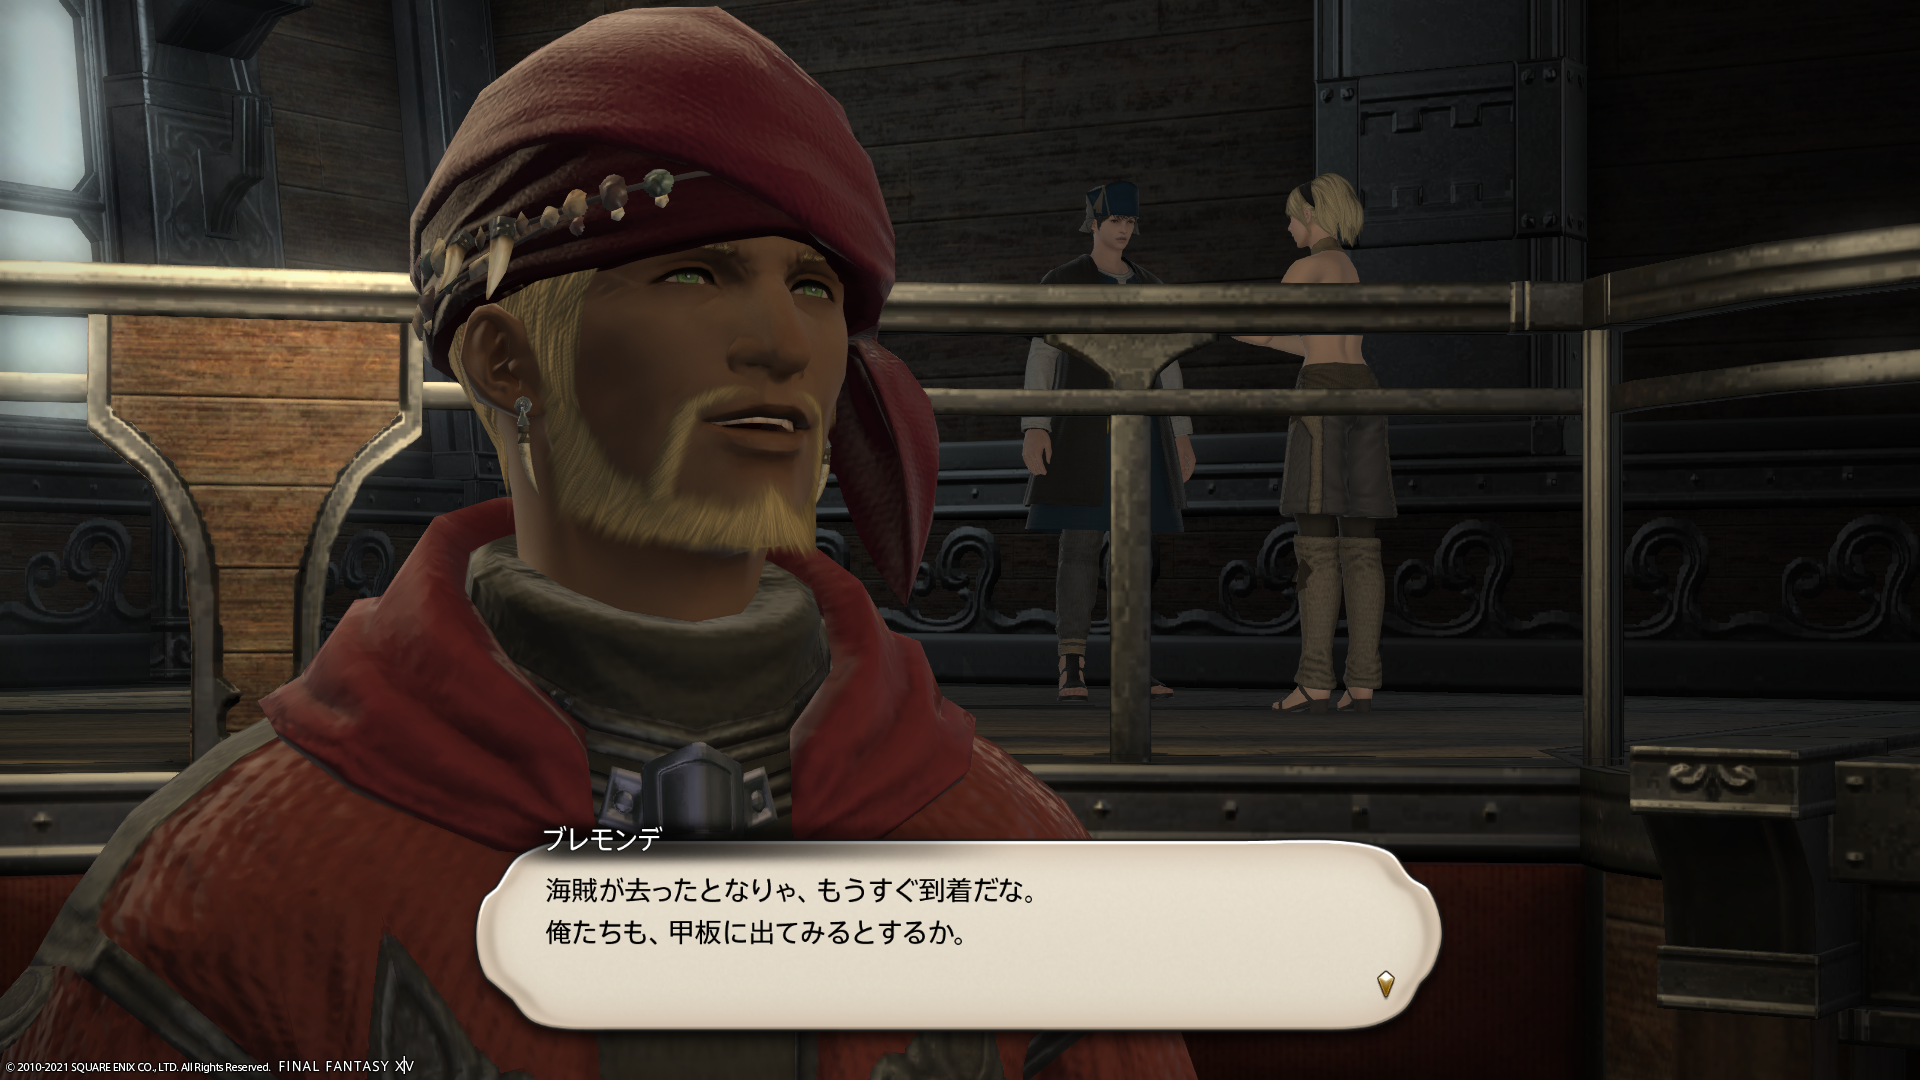 ブレモンデ
海賊が去ったとなりゃ、もうすぐ到着だな。
俺たちも、甲板に出てみるとするか。
© 2010-2021 SQUARE ENIX CO., LTD. All Rights Reserved. FINAL FANTASY XIV